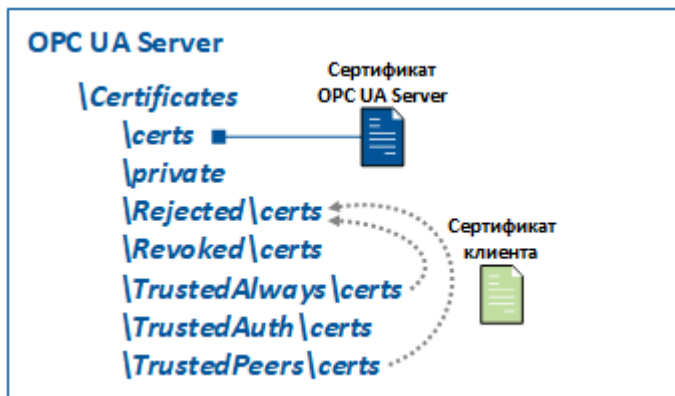 OPC UA Server
Сертификат
OPC UA Server
\Certificates
\certs
\private
\Rejected\certs
\Revoked\certs
Сертификат
клиента
\TrustedAlways\certs
\TrustedAuth\certs
\TrustedPeers\certs